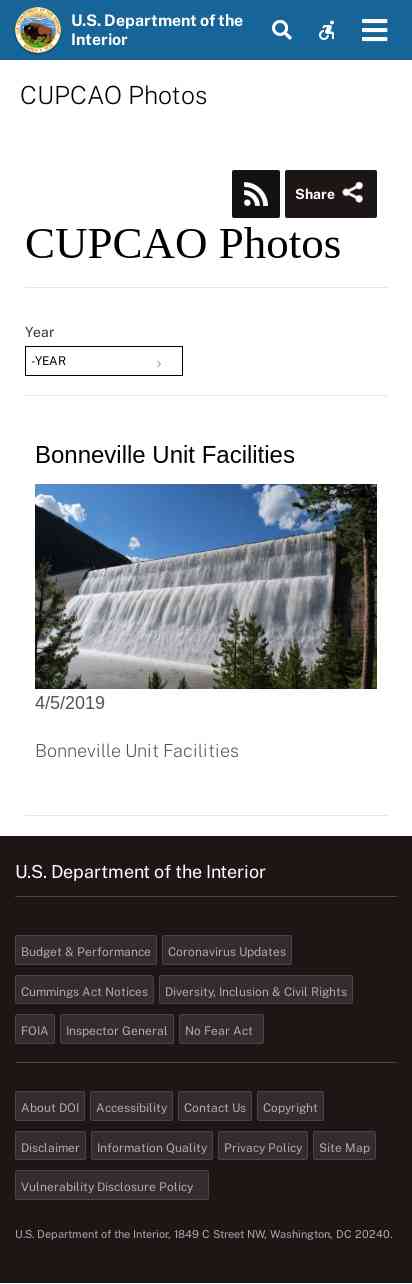 U.S. Department of the
Interior
CUPCAO Photos
Share
CUPCAO Photos
Year
-YEAR
Bonneville Unit Facilities
4/5/2019
Bonneville Unit Facilities
U.S. Department of the Interior
Budget & Performance Coronavirus Updates
Cummings Act Notices Diversity, Inclusion & Civil Rights
FOIA Inspector General No Fear Act
About DOI Accessibility Contact Us Copyright
Disclaimer Information Quality Privacy Policy Site Map
Vulnerability Disclosure Policy
U.S. Department of the Interior, 1849 C Street NW, Washington, DC 20240.